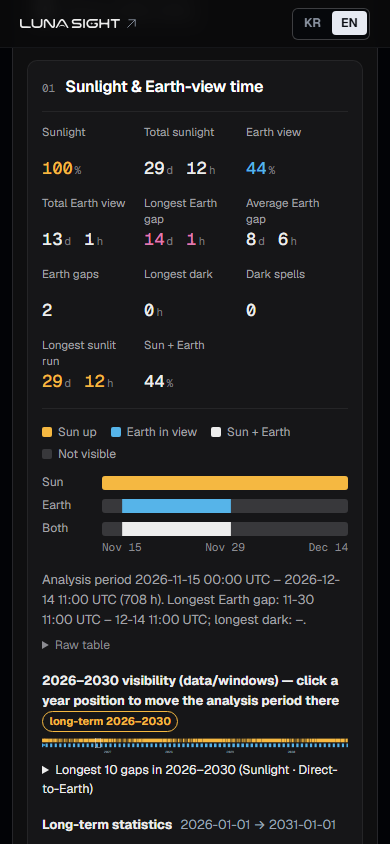 LUNA SIGHT ↗
KR EN
01 Sunlight & Earth-view time
Sunlight Total sunlight Earth view
100% 29d 12h 44%
Total Earth view Longest Earth gap Average Earth gap
13d 1h 14d 1h 8d 6h
Earth gaps Longest dark Dark spells
2 0h 0
Longest sunlit run Sun + Earth
29d 12h 44%
Sun up Earth in view Sun + Earth
Not visible
Sun
Earth
Both
Nov 15 Nov 29 Dec 14
Analysis period 2026-11-15 00:00 UTC – 2026-12-
14 11:00 UTC (708 h). Longest Earth gap: 11-30
11:00 UTC – 12-14 11:00 UTC; longest dark: –.
▶ Raw table
2026–2030 visibility (data/windows) — click a
year position to move the analysis period there
long-term 2026–2030
▶ Longest 10 gaps in 2026–2030 (Sunlight · Direct-
to-Earth)
Long-term statistics 2026-01-01 → 2031-01-01